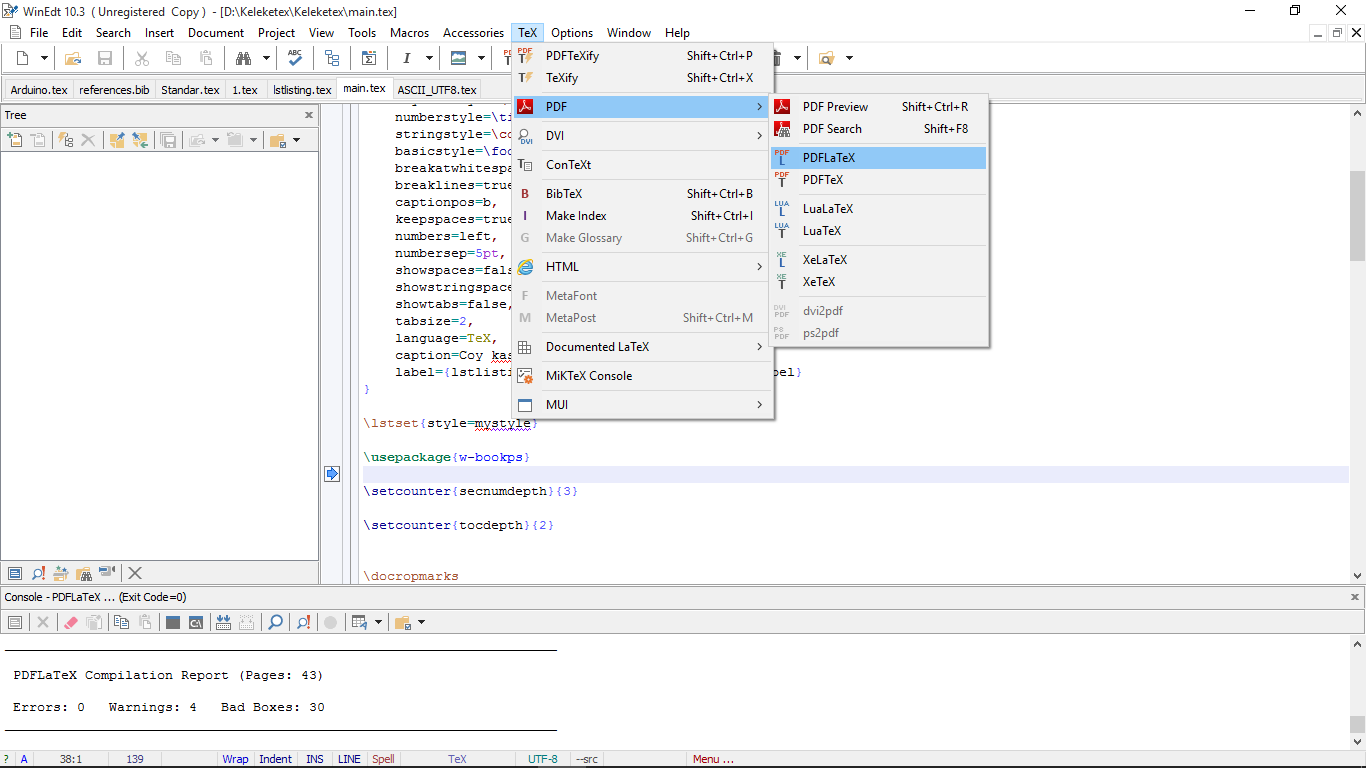 WinEdt 10.3 ( Unregistered Copy ) - [D:\Keleketex\Keleketex\main.tex]
File Edit Search Insert Document Project View Tools Macros Accessories TeX Options Window Help
Arduino.tex references.bib Standar.tex 1.tex lstlisting.tex main.tex ASCII_UTF8.tex
Tree
numberstyle=\ti
stringstyle=\co
basicstyle=\foo
breakatwhitespa
breaklines=true
captionpos=b,
keepspaces=true
numbers=left,
numbersep=5pt,
showspaces=fals
showstringspace
showtabs=false,
tabsize=2,
language=TeX,
caption=Coy kas
label={lstlisti
bel}
}
\lstset{style=mystyle}
\usepackage{w-bookps}
\setcounter{secnumdepth}{3}
\setcounter{tocdepth}{2}
\docropmarks
PDFTeXify Shift+Ctrl+P
TeXify Shift+Ctrl+X
PDF
DVI
ConTeXt
BibTeX Shift+Ctrl+B
Make Index Shift+Ctrl+I
Make Glossary Shift+Ctrl+G
HTML
MetaFont
MetaPost Shift+Ctrl+M
Documented LaTeX
MiKTeX Console
MUI
PDF Preview Shift+Ctrl+R
PDF Search Shift+F8
PDFLaTeX
PDFTeX
LuaLaTeX
LuaTeX
XeLaTeX
XeTeX
dvi2pdf
ps2pdf
Console - PDFLaTeX ... (Exit Code=0)
PDFLaTeX Compilation Report (Pages: 43)
Errors: 0 Warnings: 4 Bad Boxes: 30
? A 38:1 139 Wrap Indent INS LINE Spell TeX UTF-8 --src Menu ...